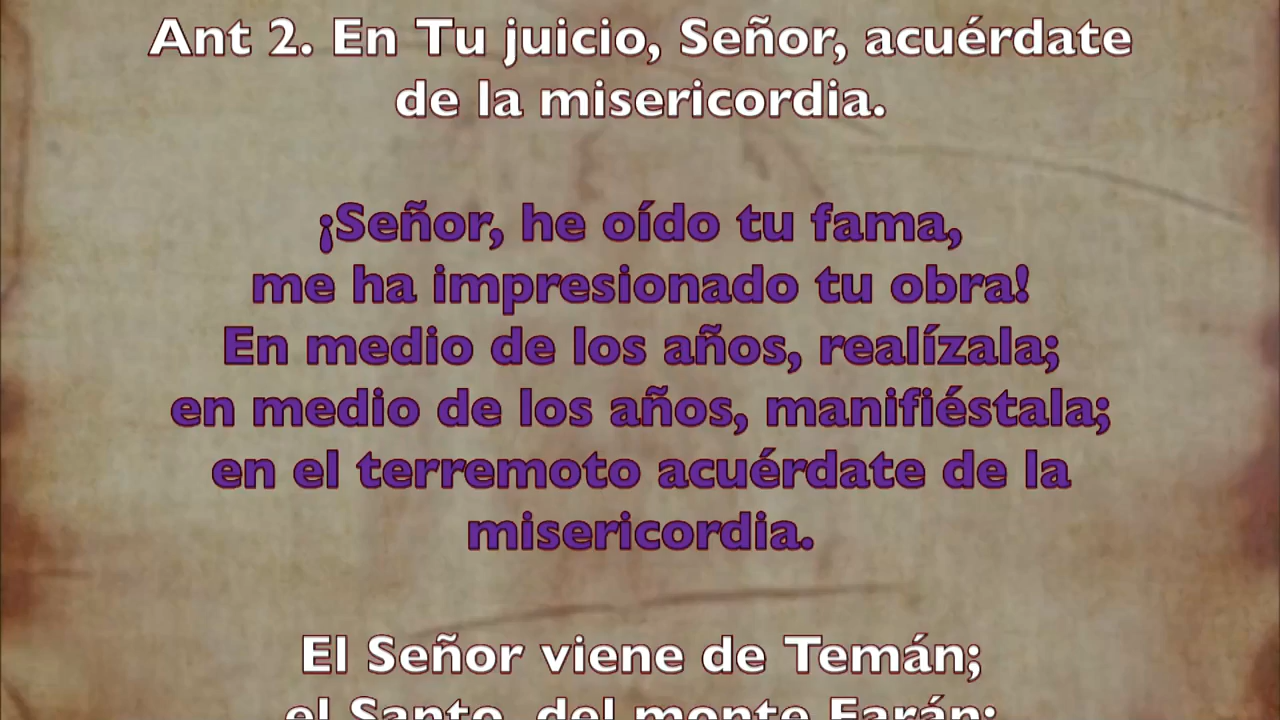 Ant 2. En Tu juicio, Señor, acuérdate
de la misericordia.
¡Señor, he oído tu fama,
me ha impresionado tu obra!
En medio de los años, realízala;
en medio de los años, manifiéstala;
en el terremoto acuérdate de la
misericordia.
El Señor viene de Temán;
el Santo, del monte Farán: